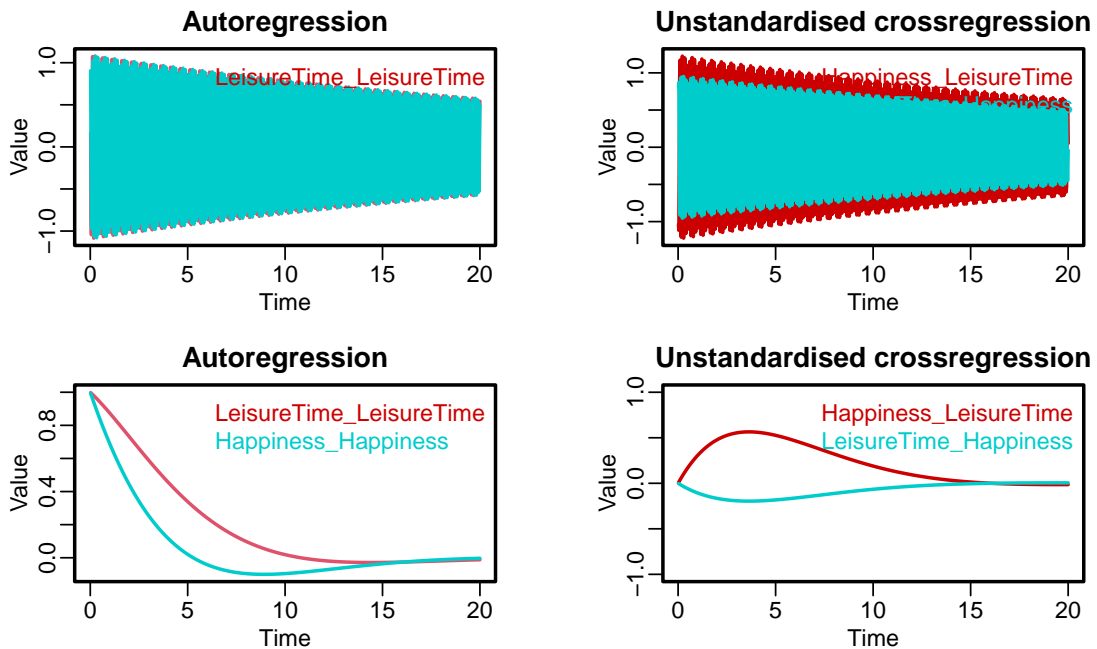 Autoregression
LeisureTime_LeisureTime
Value
1.0
0.0
−1.0
0
5
10
15
20
Time
Unstandardised crossregression
Happiness_LeisureTime
Value
1.0
0.0
−1.0
0
5
10
15
20
Time
Autoregression
LeisureTime_LeisureTime
Happiness_Happiness
Value
0.8
0.4
0.0
0
5
10
15
20
Time
Unstandardised crossregression
Happiness_LeisureTime
LeisureTime_Happiness
Value
1.0
0.0
−1.0
0
5
10
15
20
Time